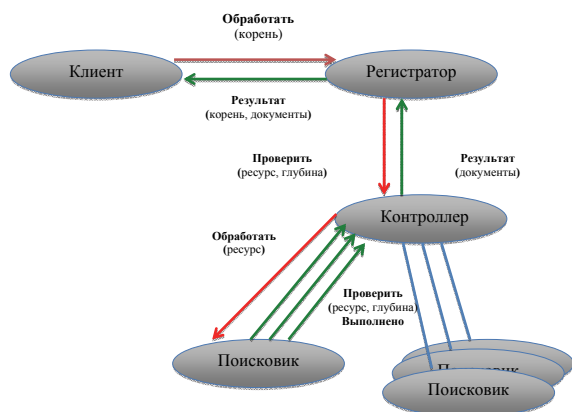 Обработать
(корень)
Клиент
Регистратор
Результат
(корень, документы)
Проверить
(ресурс, глубина)
Результат
(документы)
Контроллер
Обработать
(ресурс)
Проверить
(ресурс, глубина)
Выполнено
Поисковик
Поисковик